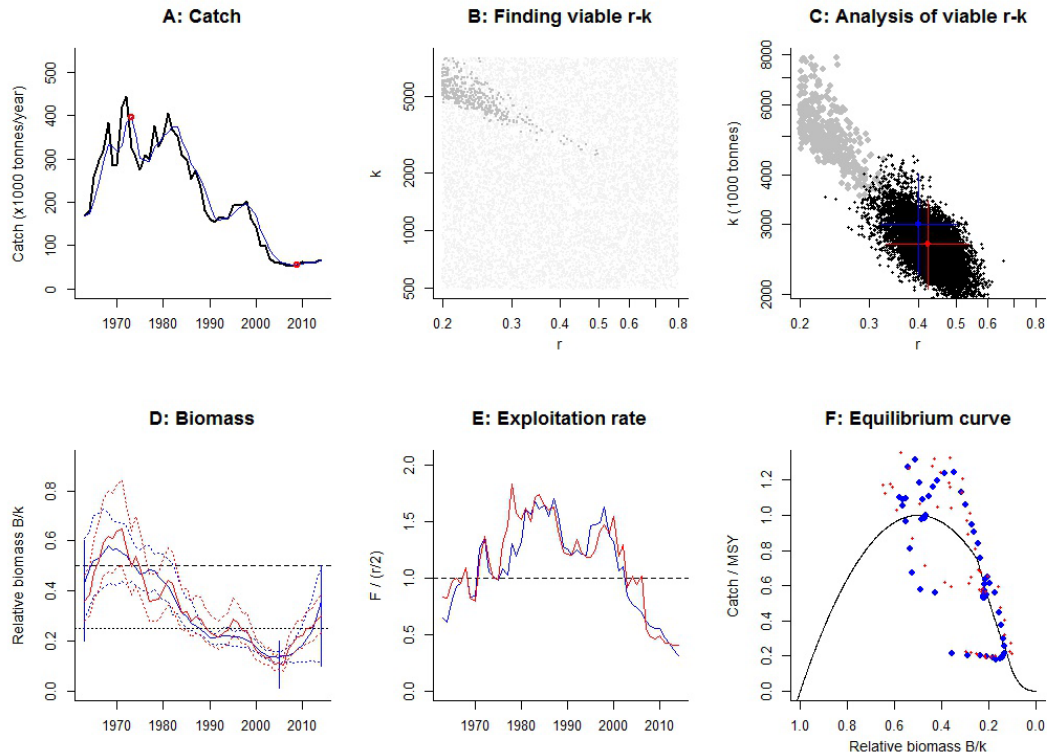 A: Catch
B: Finding viable r-k
C: Analysis of viable r-k
Catch (x1000 tonnes/year)
0 100 200 300 400 500
1970 1980 1990 2000 2010
k
500 1000 2000 5000
0.2 0.3 0.4 0.5 0.6 0.8
r
k (1000 tonnes)
2000 3000 4000 6000 8000
0.2 0.3 0.4 0.5 0.6 0.8
r
D: Biomass
E: Exploitation rate
F: Equilibrium curve
Relative biomass B/k
0.0 0.2 0.4 0.6 0.8
1970 1980 1990 2000 2010
F / (r/2)
0.0 0.5 1.0 1.5 2.0
1970 1980 1990 2000 2010
Catch / MSY
0.0 0.2 0.4 0.6 0.8 1.0 1.2
1.0 0.8 0.6 0.4 0.2 0.0
Relative biomass B/k